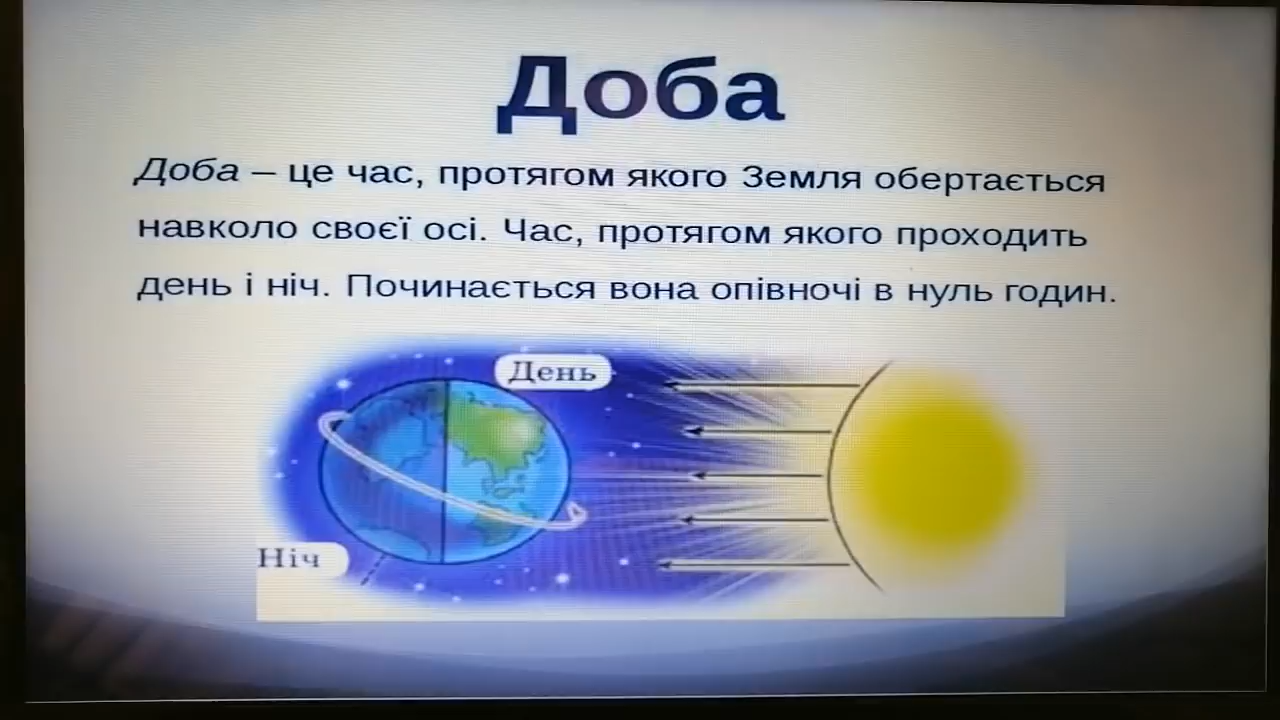 Доба
Доба – це час, протягом якого Земля обертається
навколо своєї осі. Час, протягом якого проходить
день і ніч. Починається вона опівночі в нуль годин.
День
Ніч